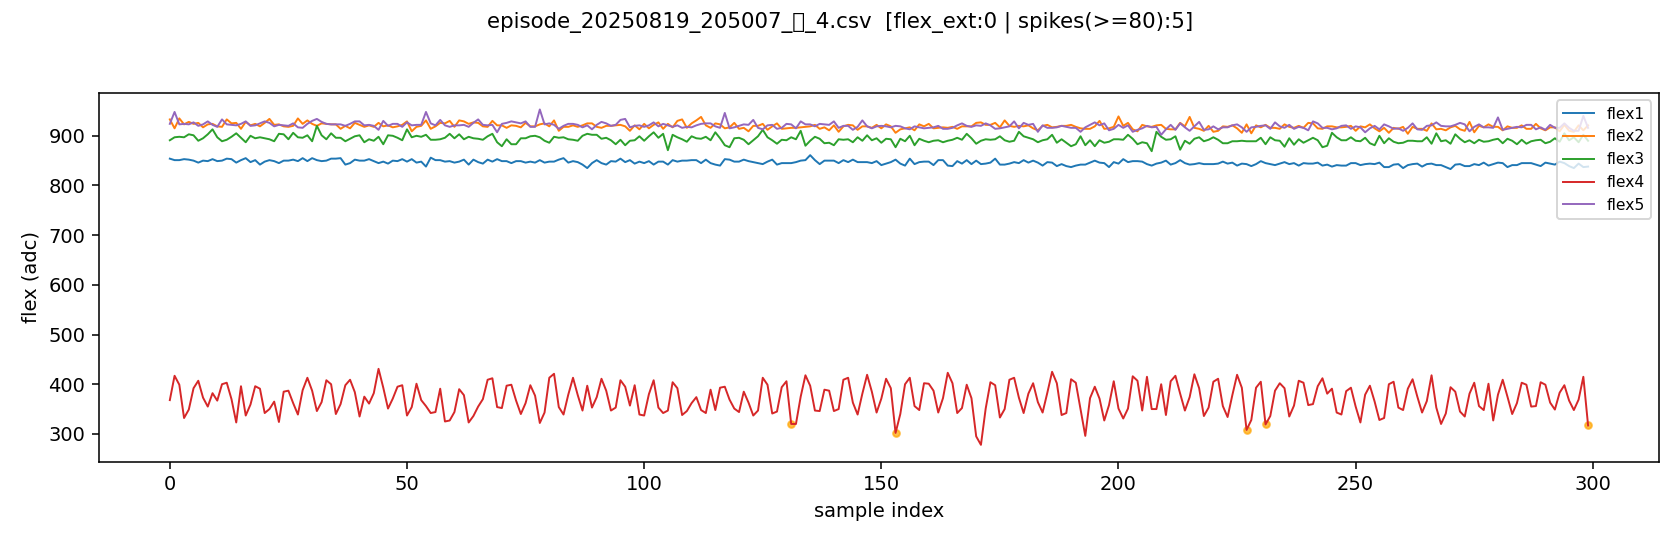 episode_20250819_205007_▯_4.csv [flex_ext:0 | spikes(>=80):5]
flex (adc)
900
800
700
600
500
400
300
0
50
100
150
200
250
300
sample index
flex1
flex2
flex3
flex4
flex5